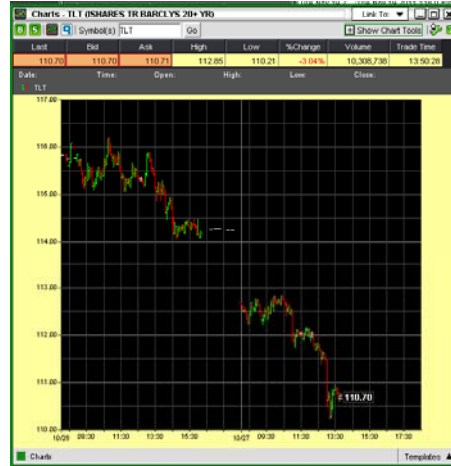 Charts - TLT (ISHARES TR BARCLYS 20+ YR)
Link To:
B S Symbol(s) TLT Go
Show Chart Tools
Last Bid Ask High Low %Change Volume Trade Time
110.70 110.70 110.71 112.85 110.21 -3.04% 10,308,738 13:50:28
Date: Time: Open: High: Low: Close:
1 TLT
117.00
116.00
115.00
114.00
113.00
112.00
111.00
110.70
110.00
10/26 09:30 11:30 13:30 15:30 10/27 09:30 11:30 13:30 15:30 17:30
Charts
Templates